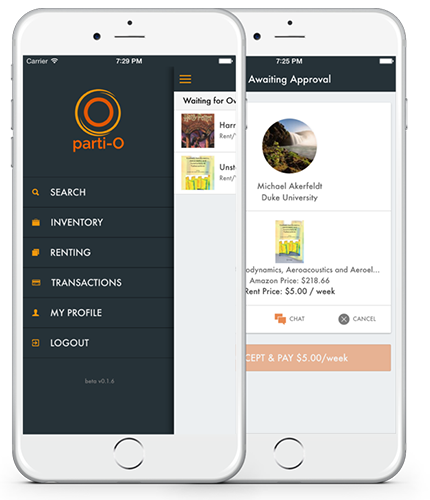 Carrier 7:29 PM
parti-O
SEARCH
INVENTORY
RENTING
TRANSACTIONS
MY PROFILE
LOGOUT
beta v0.1.6
Waiting for Ow
Harr
Rent/
Unst
Rent/
7:25 PM
Awaiting Approval
Michael Akerfeldt
Duke University
odynamics, Aeroacoustics and Aeroel...
Amazon Price: $218.66
Rent Price: $5.00 / week
CHAT
CANCEL
CEPT & PAY $5.00/week